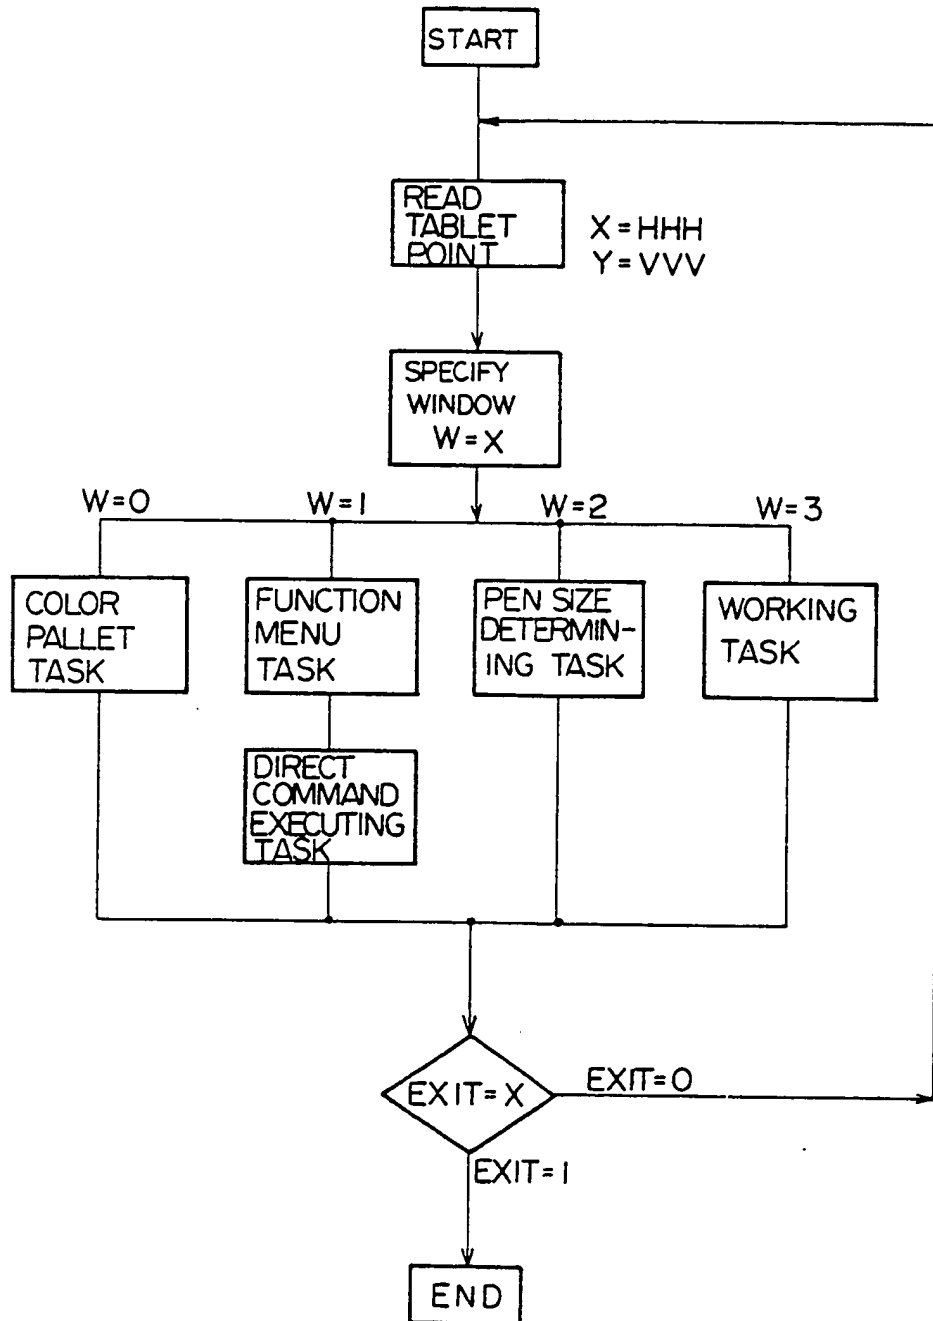 START
READ
TABLET
POINT
X=HHH
Y=VVV
SPECIFY
WINDOW
W=X
W=0
W=1
W=2
W=3
COLOR
PALLET
TASK
FUNCTION
MENU
TASK
PEN SIZE
DETERMIN-
ING TASK
WORKING
TASK
DIRECT
COMMAND
EXECUTING
TASK
EXIT=X
EXIT=0
EXIT=1
END